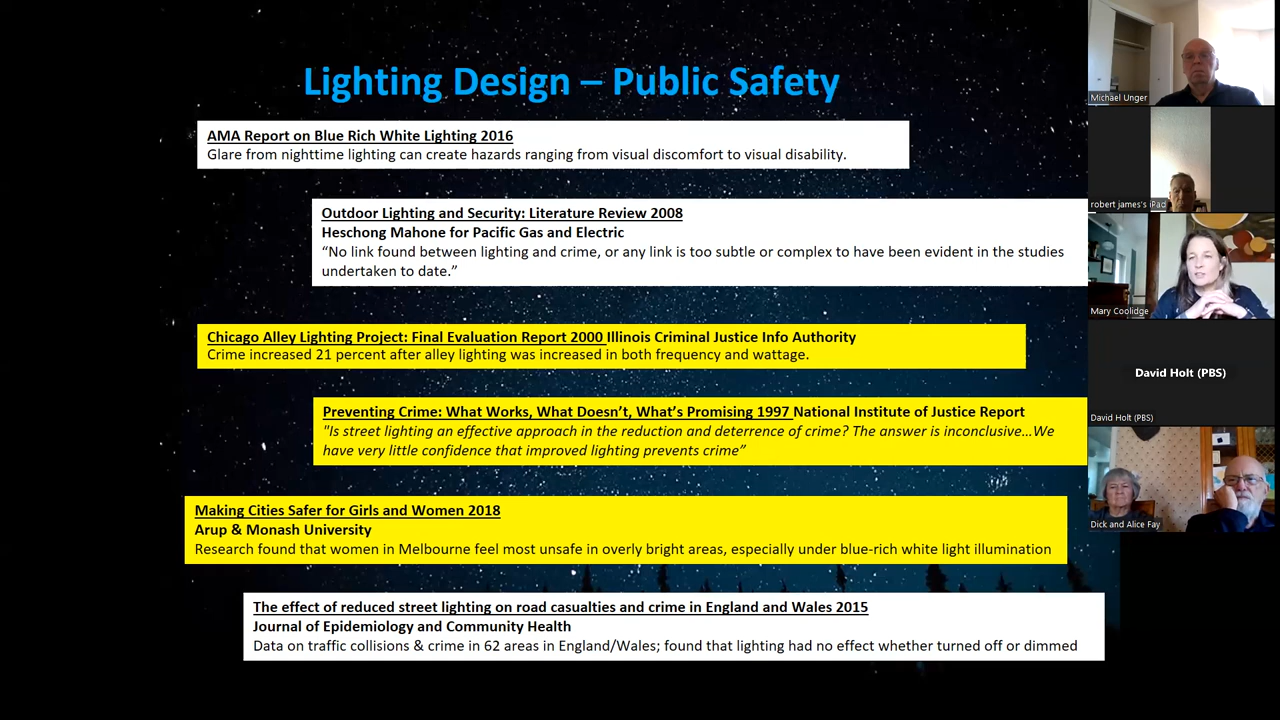 Lighting Design – Public Safety
AMA Report on Blue Rich White Lighting 2016
Glare from nighttime lighting can create hazards ranging from visual discomfort to visual disability.
Outdoor Lighting and Security: Literature Review 2008
Heschong Mahone for Pacific Gas and Electric
“No link found between lighting and crime, or any link is too subtle or complex to have been evident in the studies
undertaken to date.”
Chicago Alley Lighting Project: Final Evaluation Report 2000 Illinois Criminal Justice Info Authority
Crime increased 21 percent after alley lighting was increased in both frequency and wattage.
Preventing Crime: What Works, What Doesn’t, What’s Promising 1997 National Institute of Justice Report
"Is street lighting an effective approach in the reduction and deterrence of crime? The answer is inconclusive…We
have very little confidence that improved lighting prevents crime”
Making Cities Safer for Girls and Women 2018
Arup & Monash University
Research found that women in Melbourne feel most unsafe in overly bright areas, especially under blue-rich white light illumination
The effect of reduced street lighting on road casualties and crime in England and Wales 2015
Journal of Epidemiology and Community Health
Data on traffic collisions & crime in 62 areas in England/Wales; found that lighting had no effect whether turned off or dimmed
Michael Unger
robert james's iPad
Mary Coolidge
David Holt (PBS)
David Holt (PBS)
Dick and Alice Fay